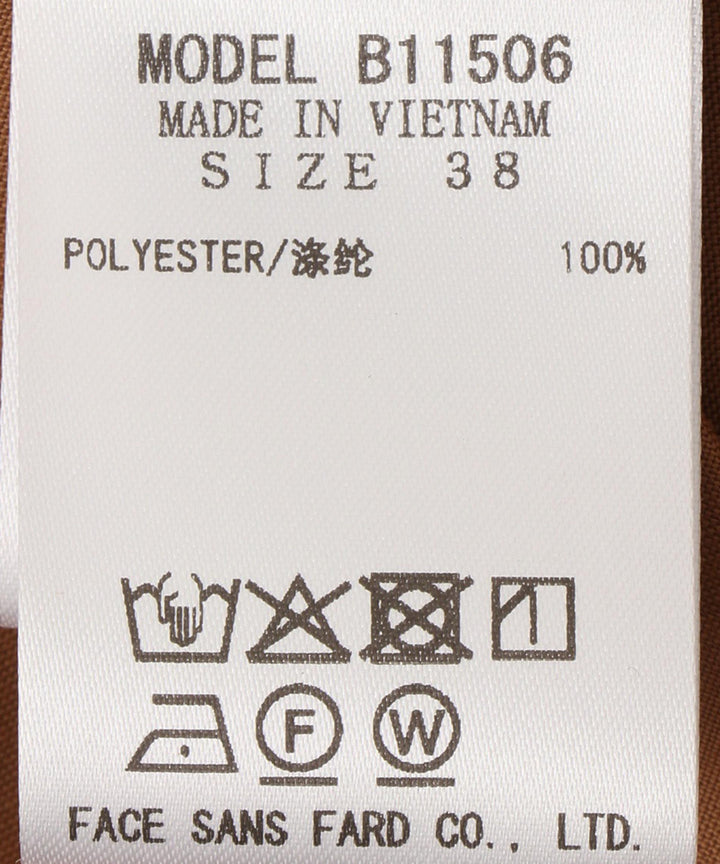 MODEL B11506
MADE IN VIETNAM
SIZE 38
POLYESTER/涤纶 100%
F W
FACE SANS FARD CO., LTD.